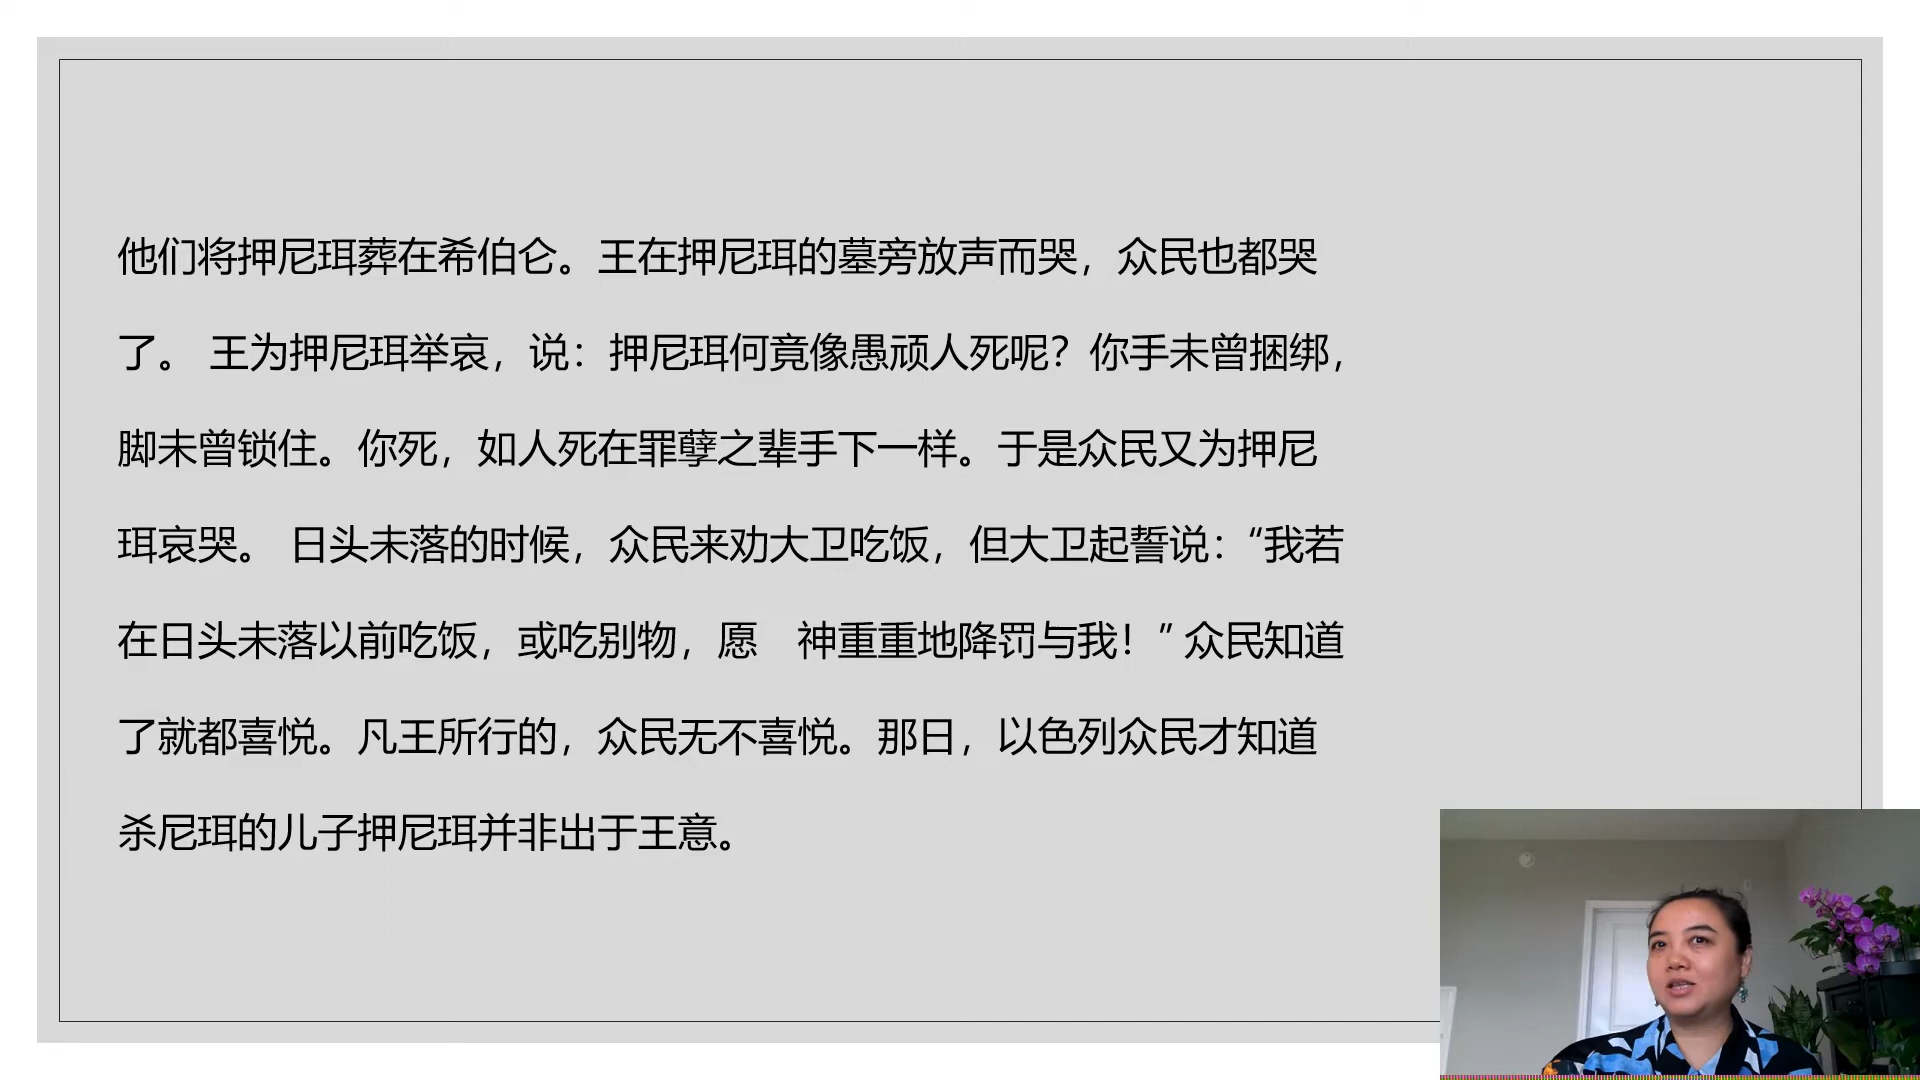 他们将押尼珥葬在希伯仑。王在押尼珥的墓旁放声而哭，众民也都哭
了。 王为押尼珥举哀，说：押尼珥何竟像愚顽人死呢？你手未曾捆绑，
脚未曾锁住。你死，如人死在罪孽之辈手下一样。于是众民又为押尼
珥哀哭。 日头未落的时候，众民来劝大卫吃饭，但大卫起誓说：“我若
在日头未落以前吃饭，或吃别物，愿　神重重地降罚与我！”众民知道
了就都喜悦。凡王所行的，众民无不喜悦。那日，以色列众民才知道
杀尼珥的儿子押尼珥并非出于王意。